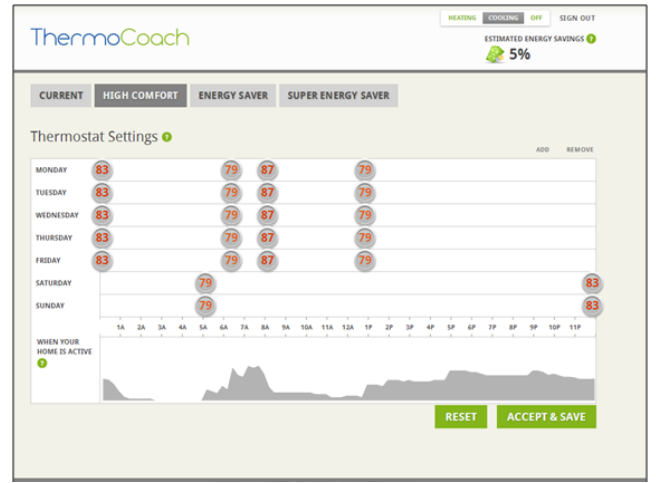 ThermoCoach
HEATING COOLING OFF SIGN OUT
ESTIMATED ENERGY SAVINGS ?
5%
CURRENT HIGH COMFORT ENERGY SAVER SUPER ENERGY SAVER
Thermostat Settings ?
ADD REMOVE
MONDAY 83 79 87 79
TUESDAY 83 79 87 79
WEDNESDAY 83 79 87 79
THURSDAY 83 79 87 79
FRIDAY 83 79 87 79
SATURDAY 79 83
SUNDAY 79 83
1A 2A 3A 4A 5A 6A 7A 8A 9A 10A 11A 12A 1P 2P 3P 4P 5P 6P 7P 8P 9P 10P 11P
WHEN YOUR
HOME IS ACTIVE
?
RESET ACCEPT & SAVE